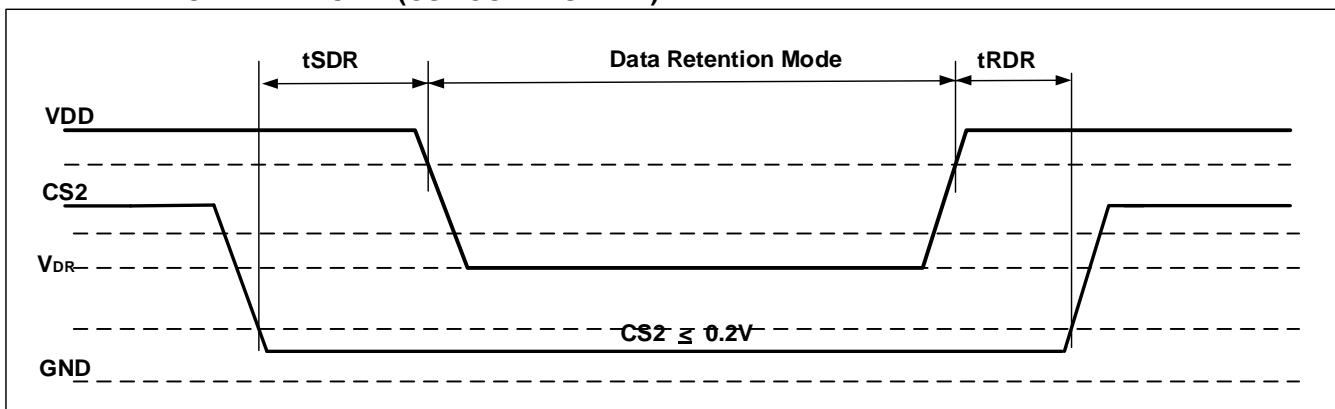 tSDR
Data Retention Mode
tRDR
VDD
CS2
VDR
CS2 ≤ 0.2V
GND